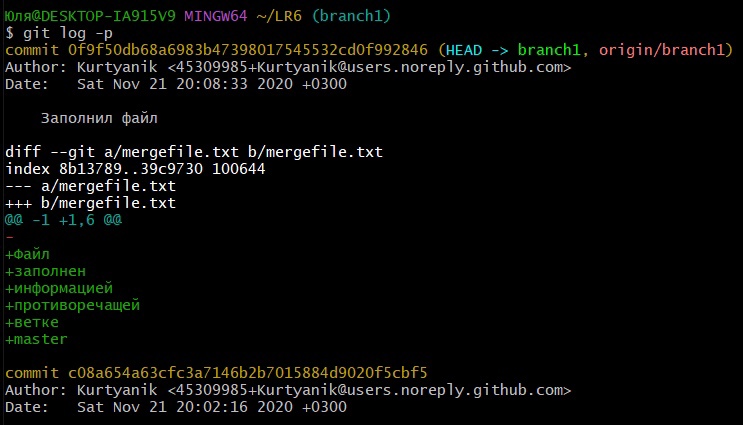 Юля@DESKTOP-IA915V9 MINGW64 ~/LR6 (branch1)
$ git log -p
commit 0f9f50db68a6983b47398017545532cd0f992846 (HEAD -> branch1, origin/branch1)
Author: Kurtyanik <45309985+Kurtyanik@users.noreply.github.com>
Date:   Sat Nov 21 20:08:33 2020 +0300

    Заполнил файл

diff --git a/mergefile.txt b/mergefile.txt
index 8b13789..39c9730 100644
--- a/mergefile.txt
+++ b/mergefile.txt
@@ -1 +1,6 @@
-
+Файл
+заполнен
+информацией
+противоречащей
+ветке
+master

commit c08a654a63cfc3a7146b2b7015884d9020f5cbf5
Author: Kurtyanik <45309985+Kurtyanik@users.noreply.github.com>
Date:   Sat Nov 21 20:02:16 2020 +0300